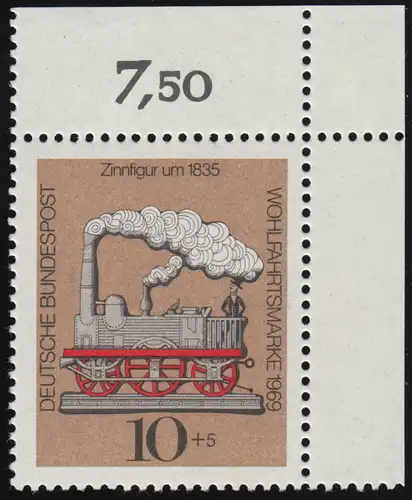 7,50
Zinnfigur um 1835
DEUTSCHE BUNDESPOST
WOHLFAHRTSMARKE 1969
10+5